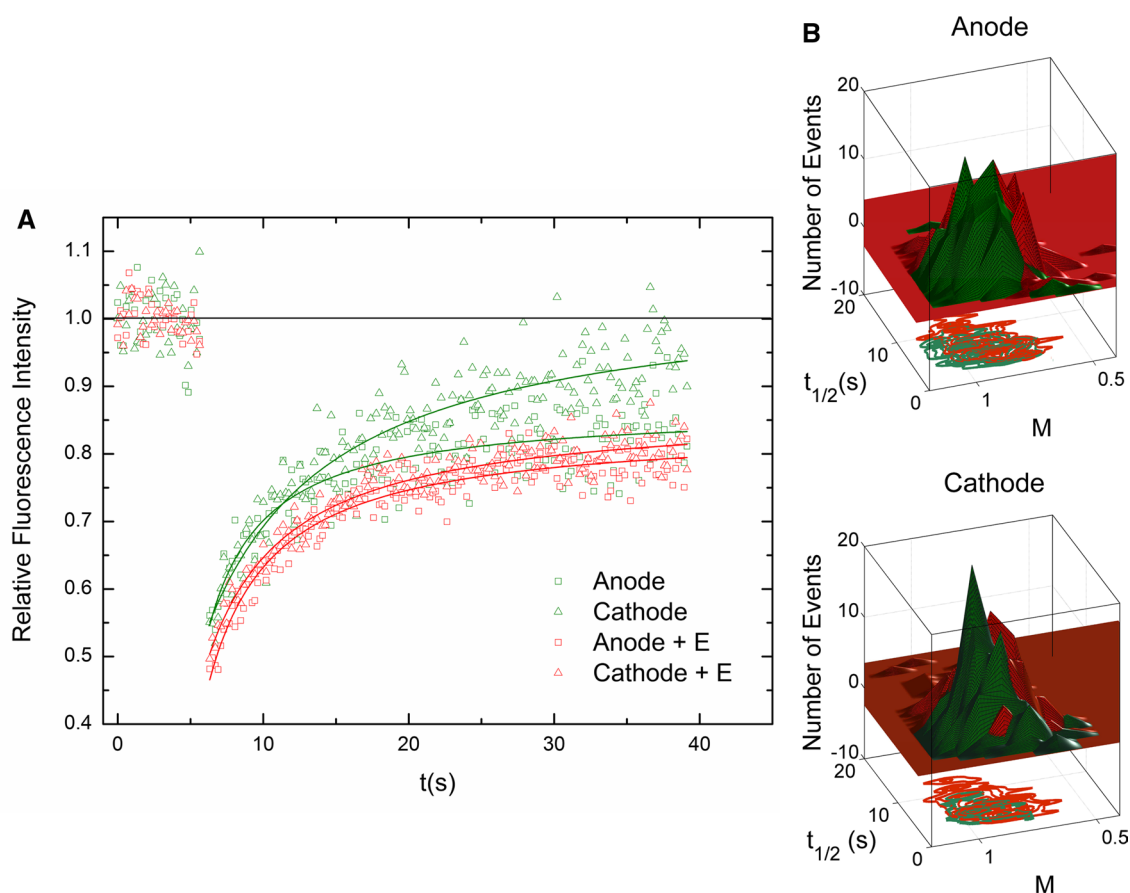 A
Relative Fluorescence Intensity
1.1
1.0
0.9
0.8
0.7
0.6
0.5
0.4
0
10
20
30
40
t(s)
Anode
Cathode
Anode + E
Cathode + E
B
Anode
Number of Events
20
10
0
-10
20
10
0
t1/2(s)
1
0.5
M
Cathode
Number of Events
20
10
0
-10
20
10
0
t1/2 (s)
1
0.5
M